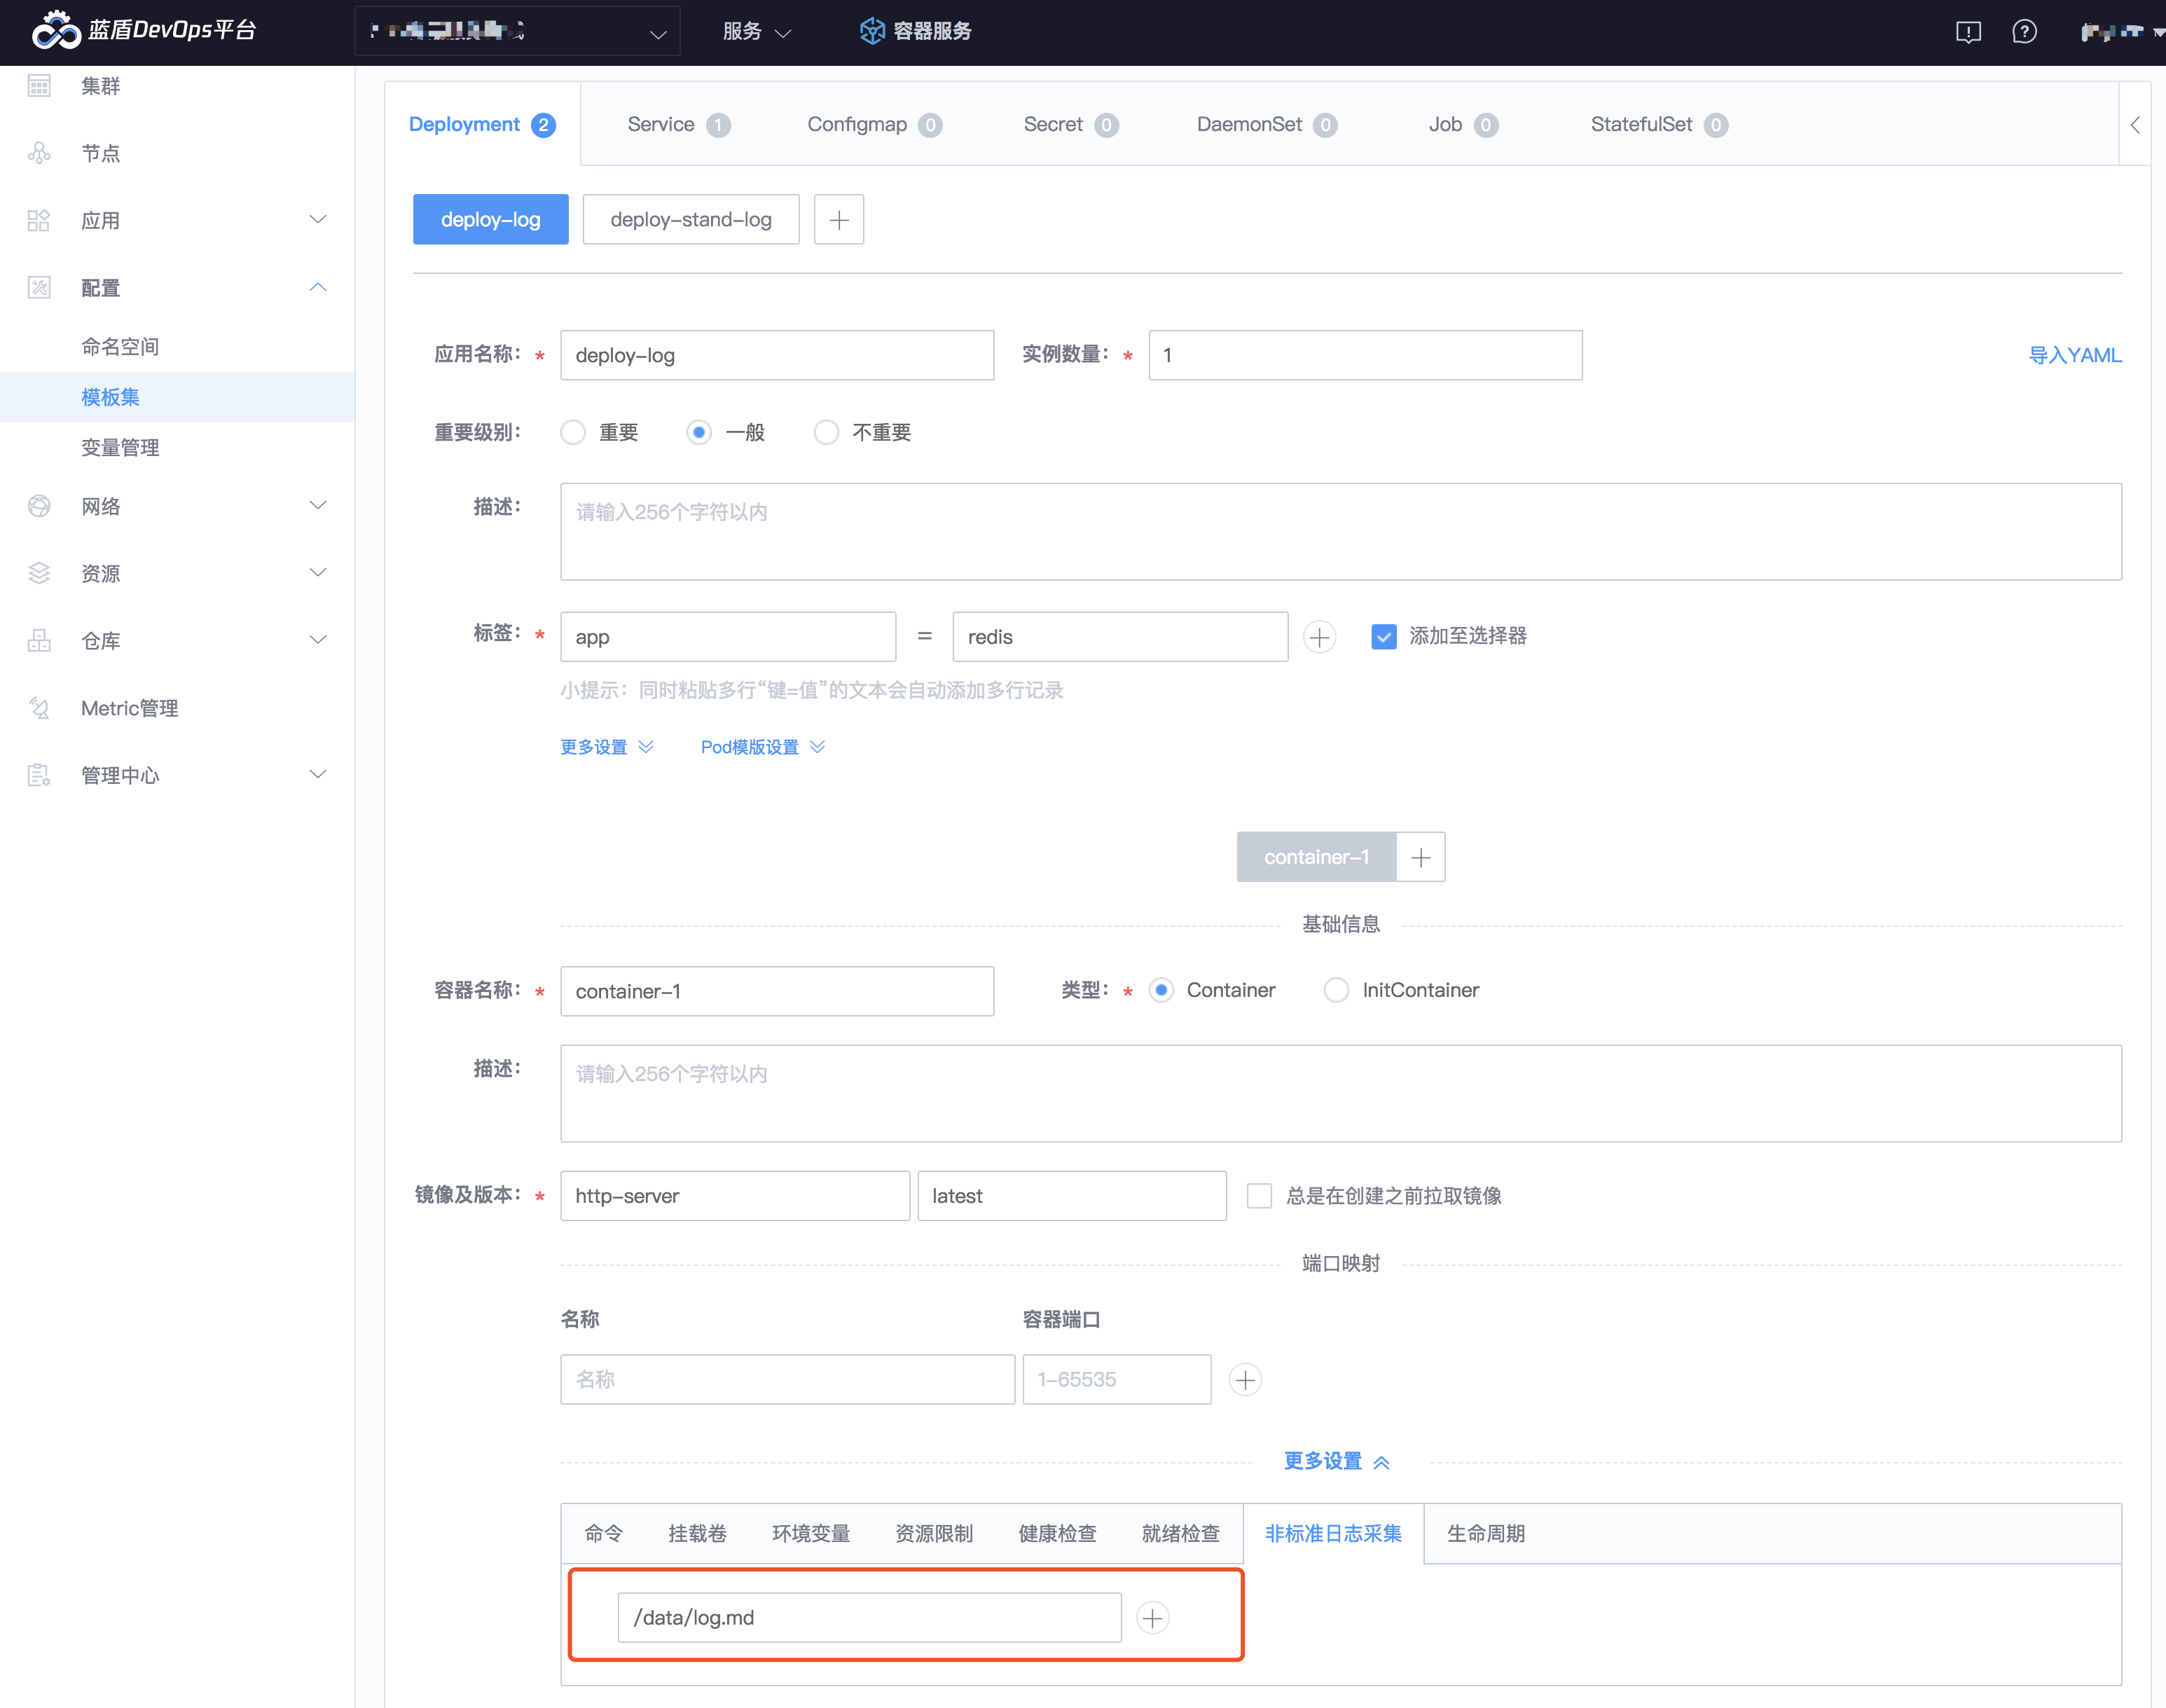 蓝盾DevOps平台
服务
容器服务
集群
节点
应用
配置
命名空间
模板集
变量管理
网络
资源
仓库
Metric管理
管理中心
Deployment 2
Service 1
Configmap 0
Secret 0
DaemonSet 0
Job 0
StatefulSet 0
deploy-log
deploy-stand-log
应用名称： * deploy-log
实例数量： * 1
导入YAML
重要级别： 重要 一般 不重要
描述： 请输入256个字符以内
标签： * app = redis 添加至选择器
小提示：同时粘贴多行“键=值”的文本会自动添加多行记录
更多设置 Pod模版设置
container-1
基础信息
容器名称： * container-1
类型： * Container InitContainer
描述： 请输入256个字符以内
镜像及版本： * http-server latest 总是在创建之前拉取镜像
端口映射
名称 容器端口
名称 1-65535
更多设置
命令 挂载卷 环境变量 资源限制 健康检查 就绪检查 非标准日志采集 生命周期
/data/log.md